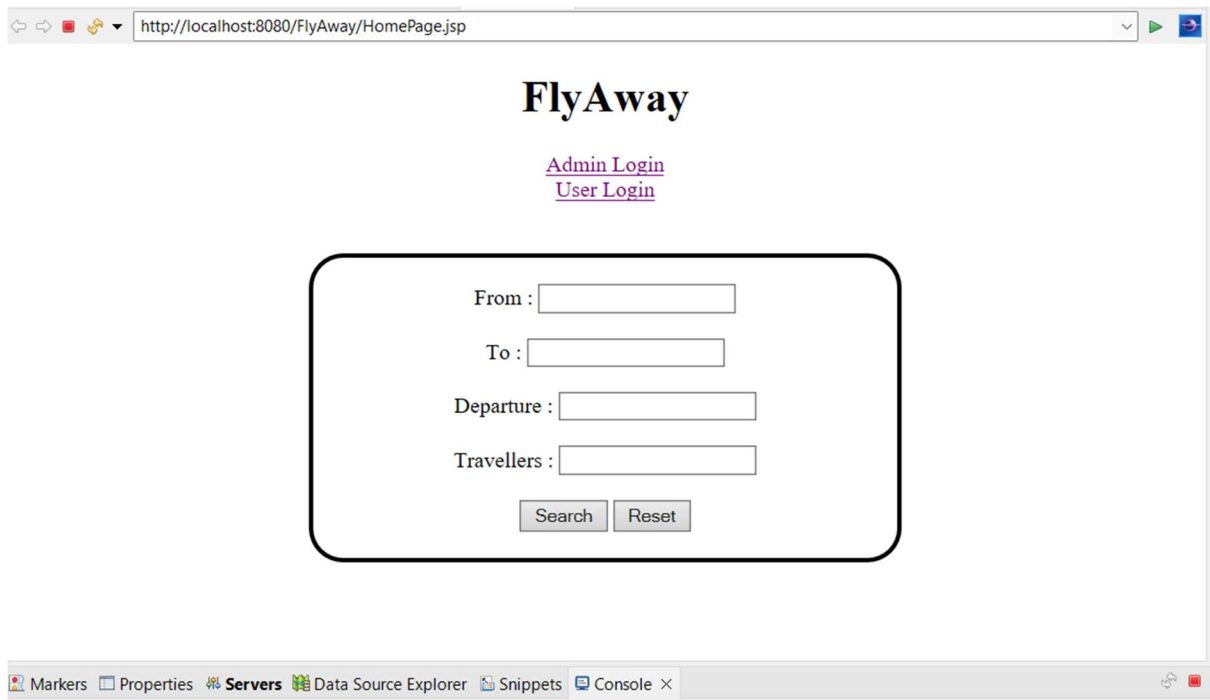 http://localhost:8080/FlyAway/HomePage.jsp
FlyAway
Admin Login
User Login
From :
To :
Departure :
Travellers :
Search Reset
Markers Properties Servers Data Source Explorer Snippets Console